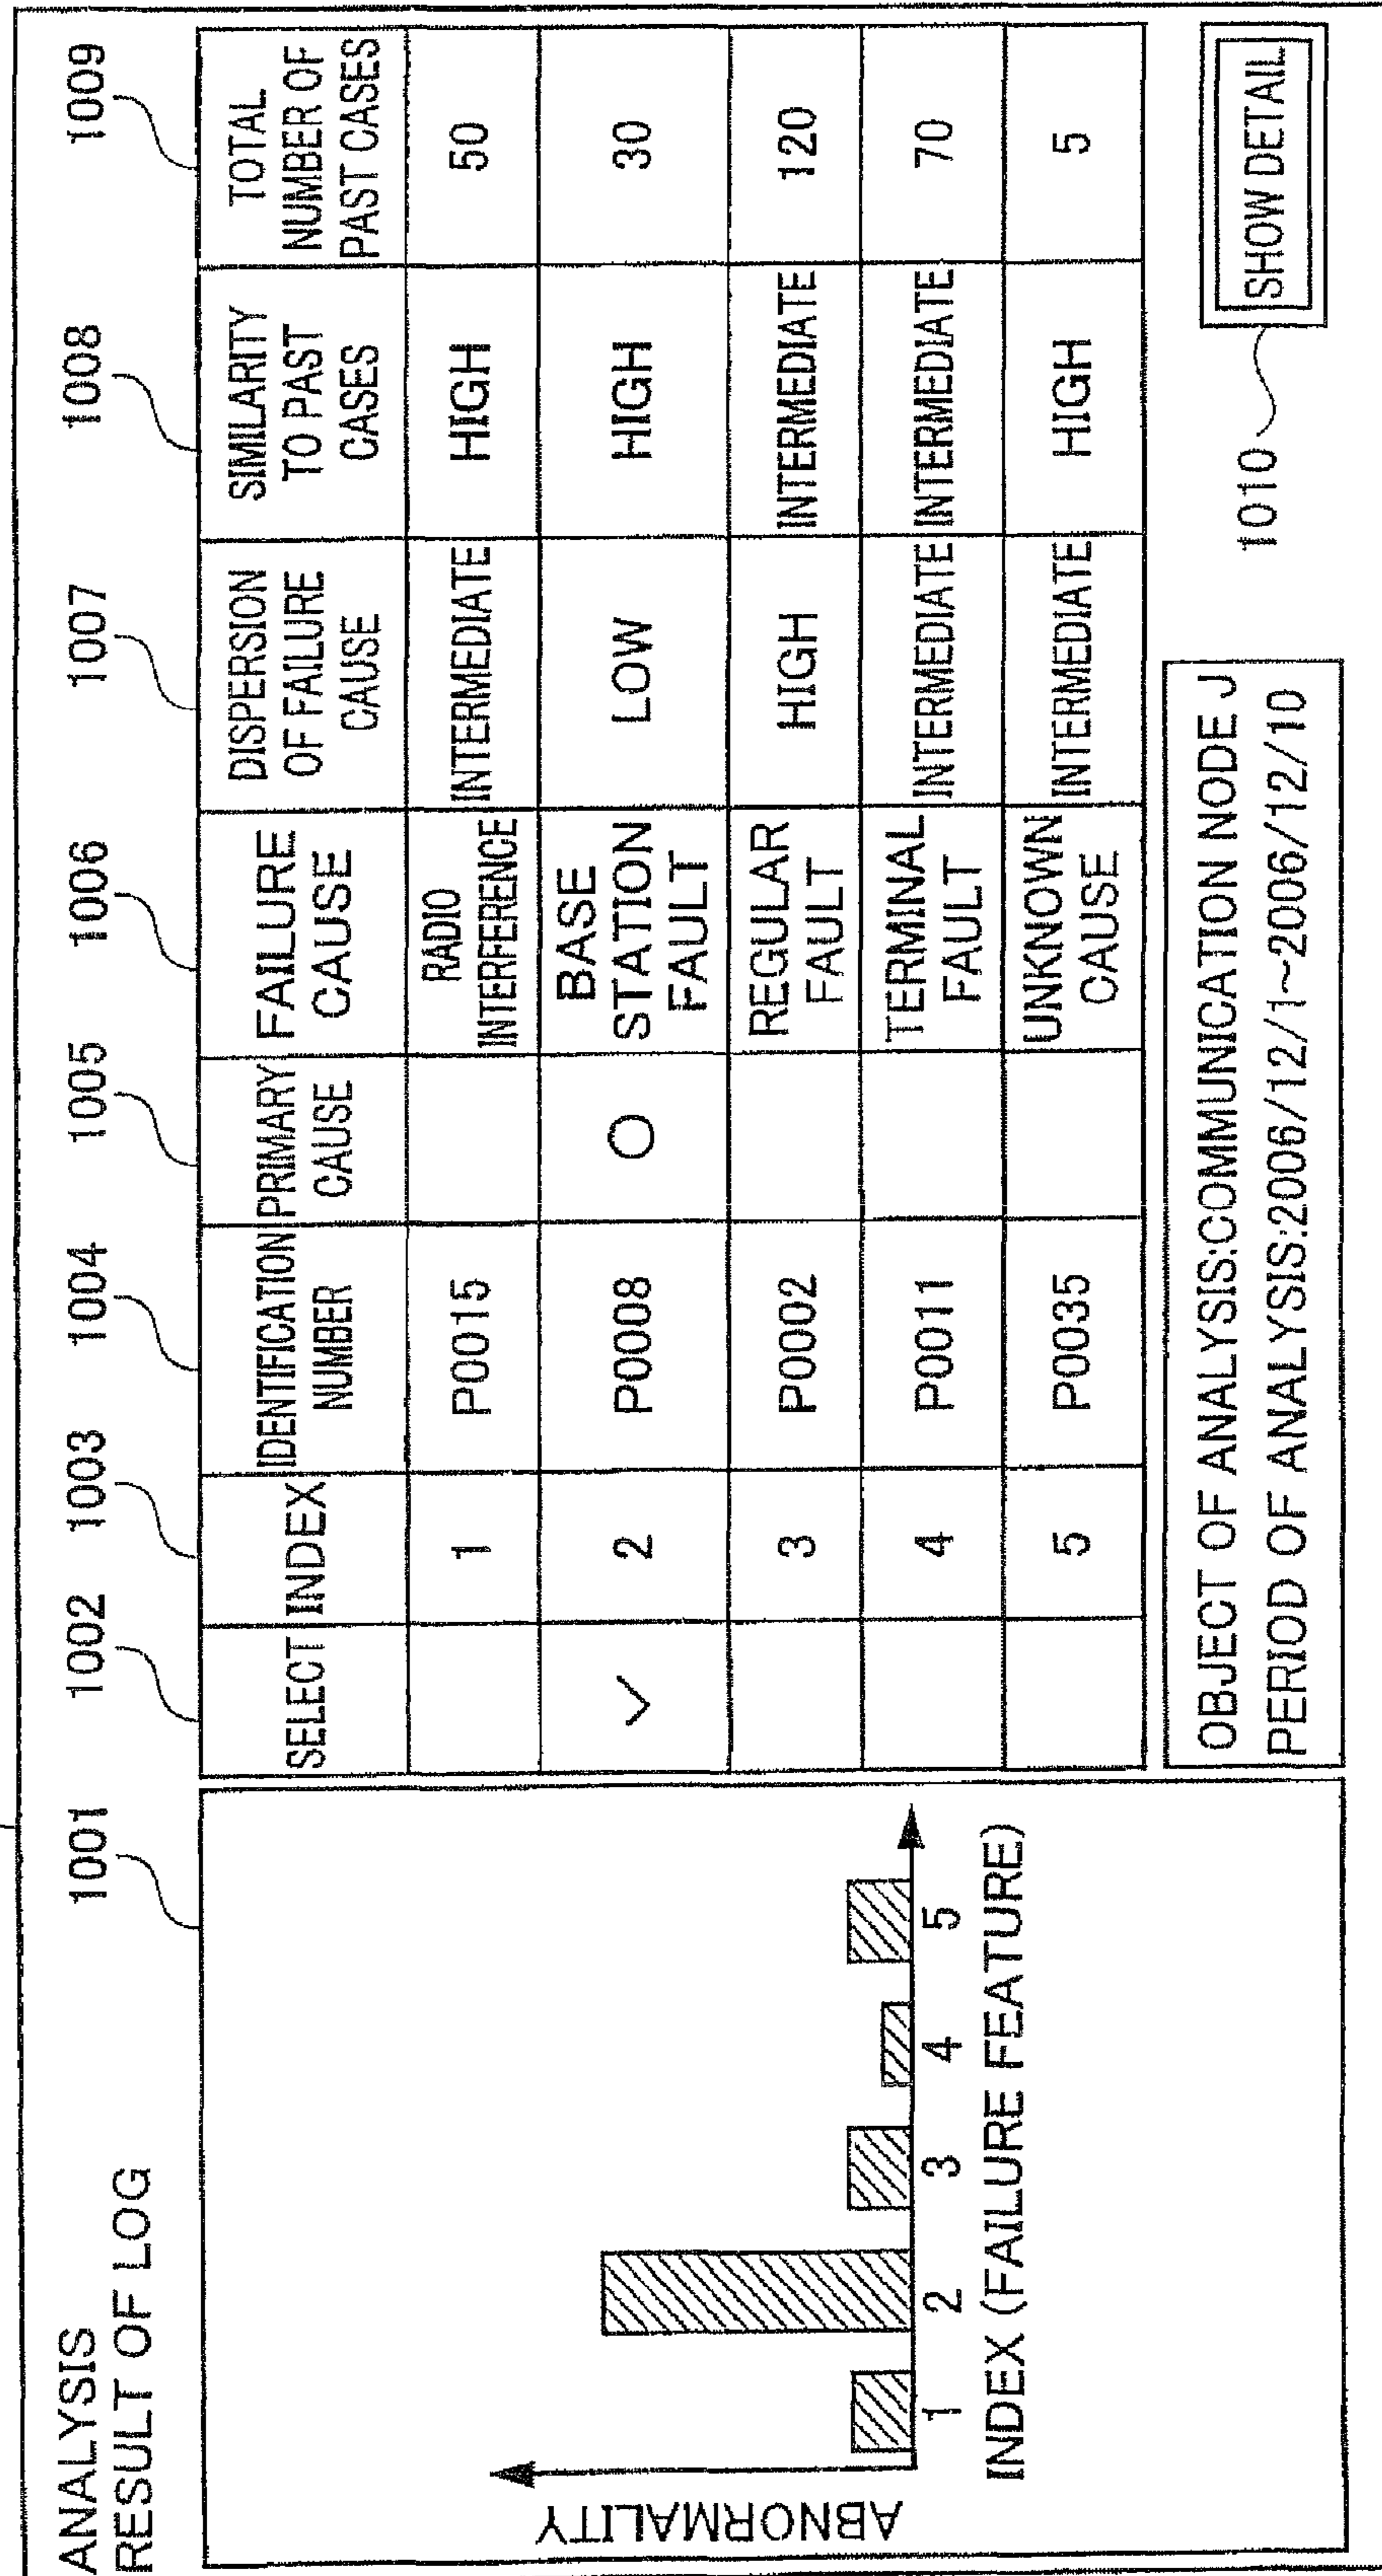 ANALYSIS
RESULT OF LOG
1001
1002
1003
1004
1005
1006
1007
1008
1009
ABNORMALITY
1 2 3 4 5
INDEX (FAILURE FEATURE)
SELECT INDEX IDENTIFICATION NUMBER PRIMARY CAUSE FAILURE CAUSE DISPERSION OF FAILURE CAUSE SIMILARITY TO PAST CASES TOTAL NUMBER OF PAST CASES
1 P0015 RADIO INTERFERENCE INTERMEDIATE HIGH 50
✓ 2 P0008 ○ BASE STATION FAULT LOW HIGH 30
3 P0002 REGULAR FAULT HIGH INTERMEDIATE 120
4 P0011 TERMINAL FAULT INTERMEDIATE INTERMEDIATE 70
5 P0035 UNKNOWN CAUSE INTERMEDIATE HIGH 5
OBJECT OF ANALYSIS:COMMUNICATION NODE J
PERIOD OF ANALYSIS:2006/12/1~2006/12/10
1010
SHOW DETAIL